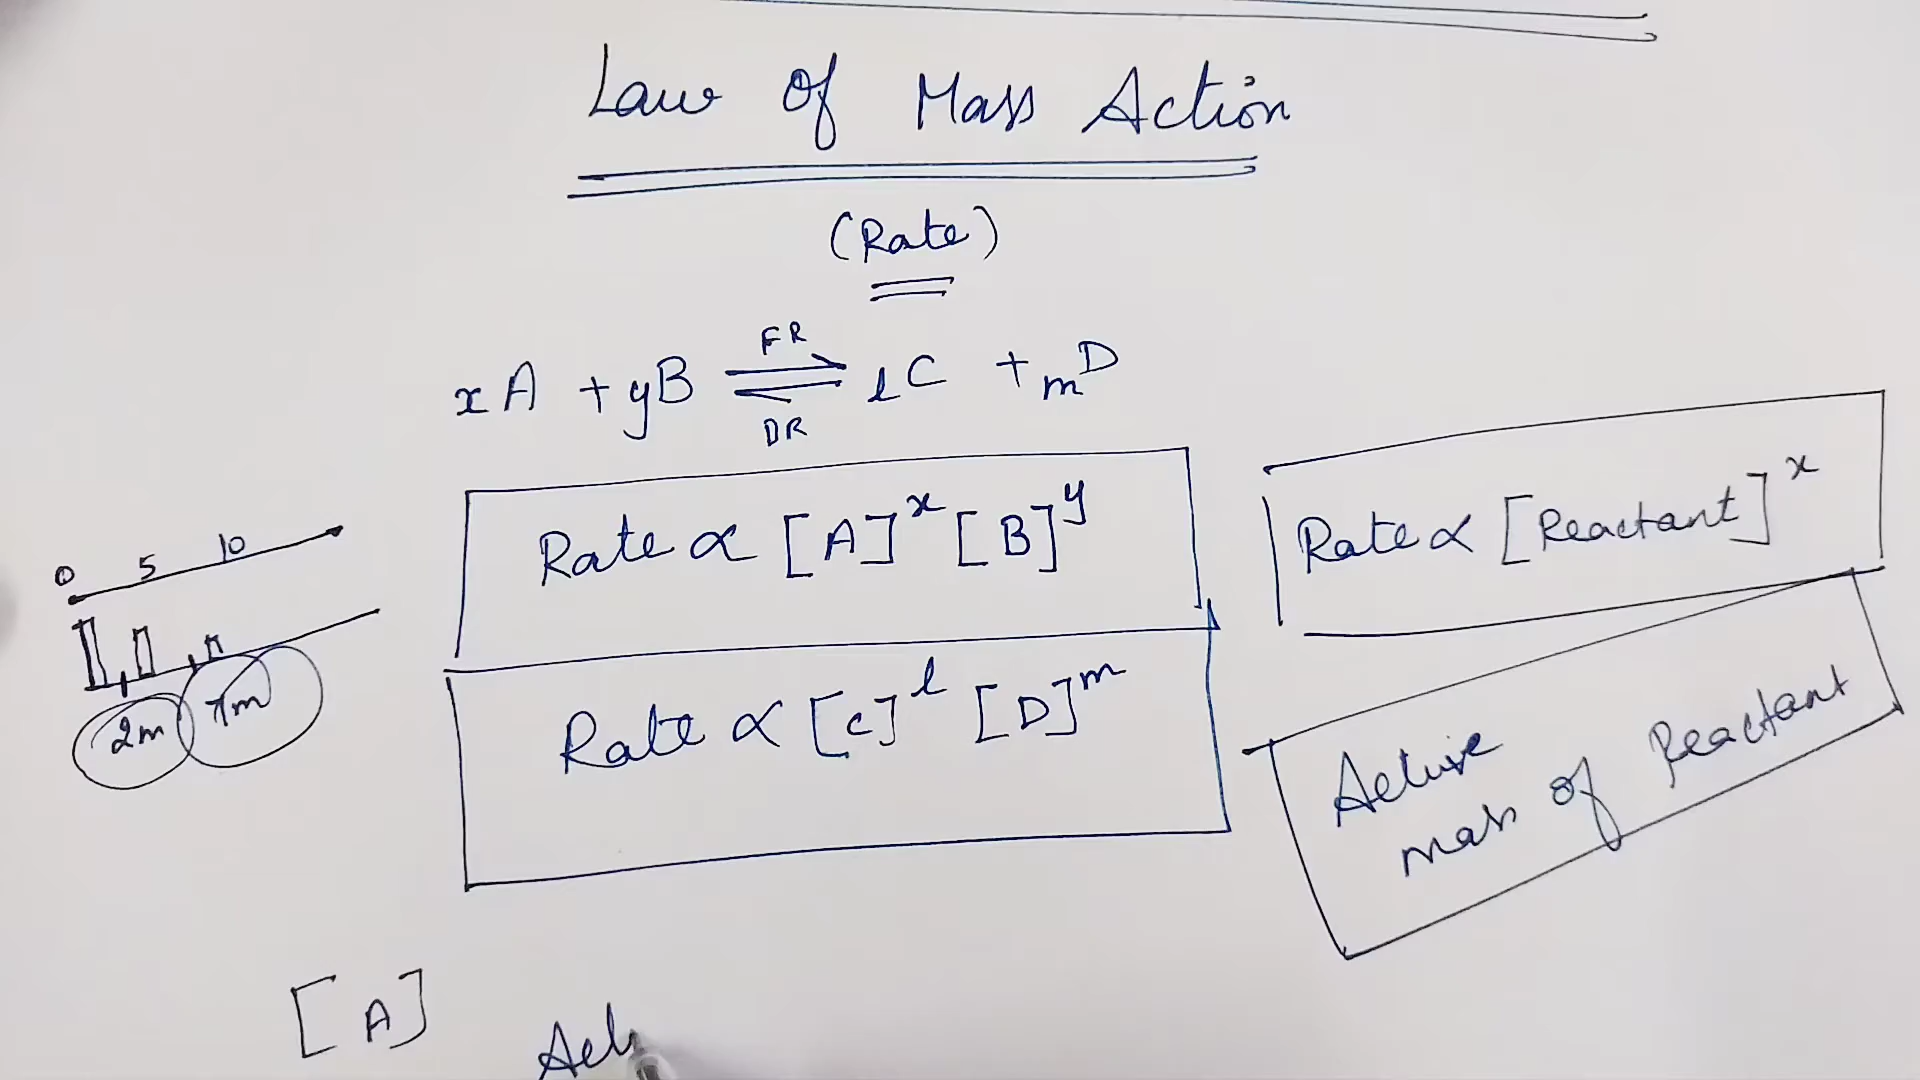 Law of Mass Action
(Rate)
FR
xA + yB ⇌ lC + mD
DR
Rate ∝ [A]^x [B]^y
Rate ∝ [Reactant]^x
0 5 10
2m
Rate ∝ [C]^l [D]^m
Active
mass of Reactant
[A]
Act